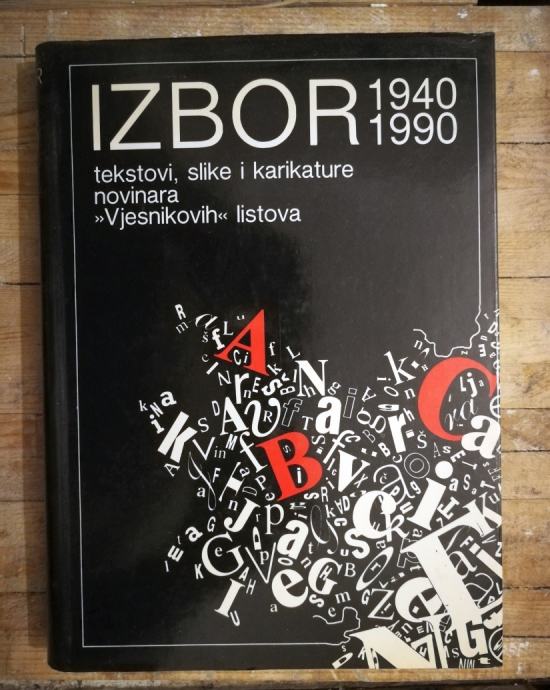 IZBOR 1940
1990
tekstovi, slike i karikature
novinara
»Vjesnikovih« listova
A
B
C